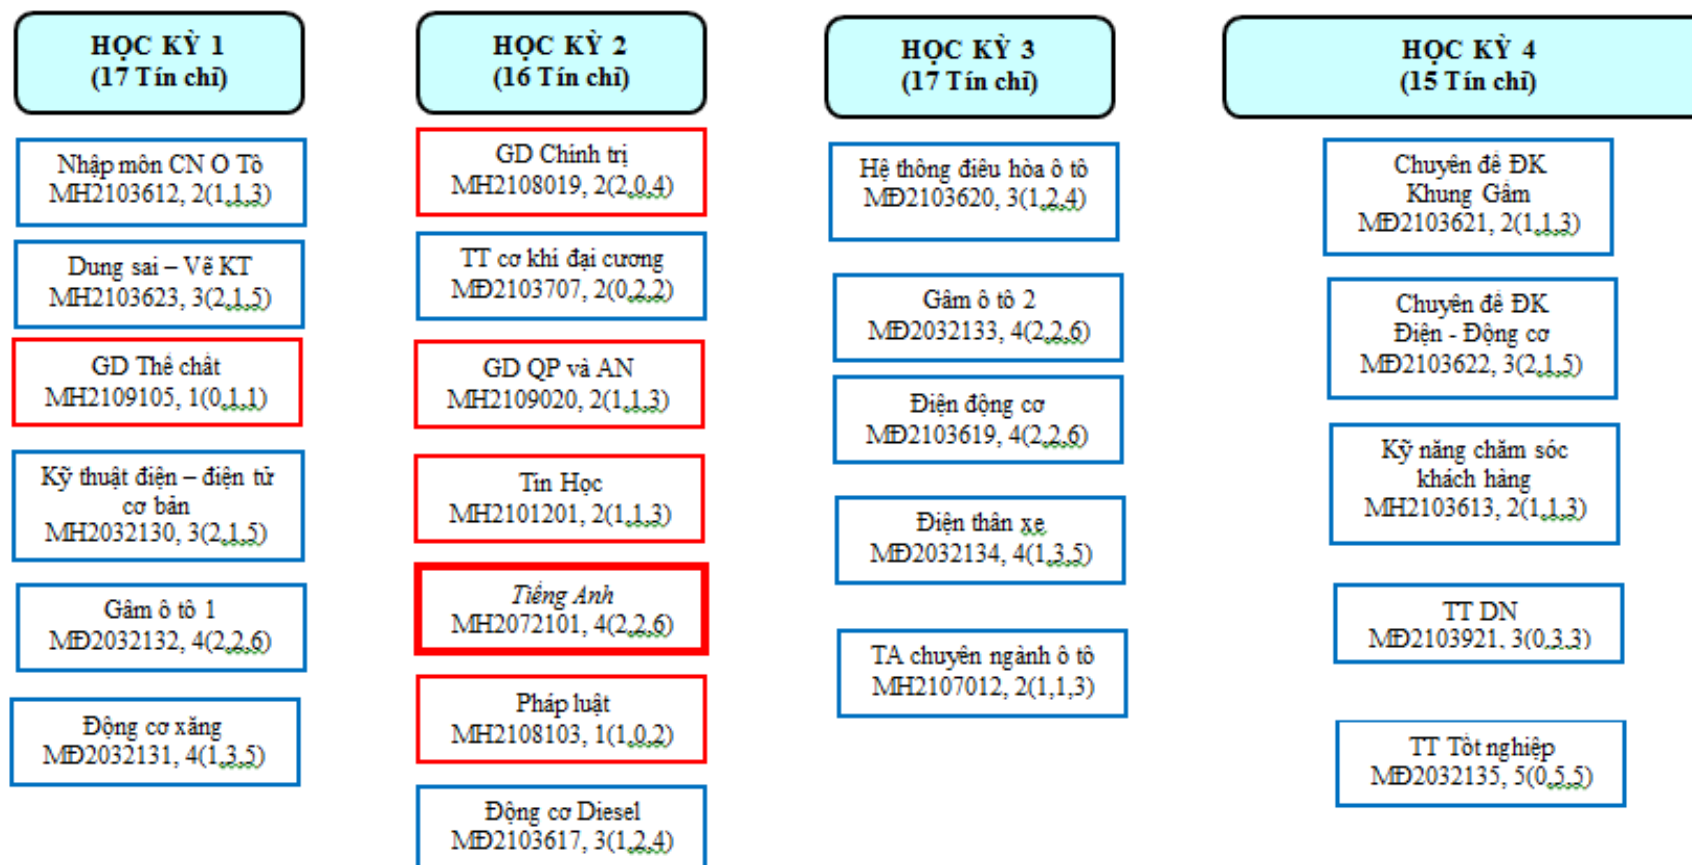 HỌC KỲ 1
(17 Tín chỉ)
Nhập môn CN Ô Tô
MH2103612, 2(1,1,3)
Dung sai – Vẽ KT
MH2103623, 3(2,1,5)
GD Thể chất
MH2109105, 1(0,1,1)
Kỹ thuật điện – điện tử
cơ bản
MH2032130, 3(2,1,5)
Gầm ô tô 1
MĐ2032132, 4(2,2,6)
Động cơ xăng
MĐ2032131, 4(1,3,5)
HỌC KỲ 2
(16 Tín chỉ)
GD Chính trị
MH2108019, 2(2,0,4)
TT cơ khí đại cương
MĐ2103707, 2(0,2,2)
GD QP và AN
MH2109020, 2(1,1,3)
Tin Học
MH2101201, 2(1,1,3)
Tiếng Anh
MH2072101, 4(2,2,6)
Pháp luật
MH2108103, 1(1,0,2)
Động cơ Diesel
MĐ2103617, 3(1,2,4)
HỌC KỲ 3
(17 Tín chỉ)
Hệ thống điều hòa ô tô
MĐ2103620, 3(1,2,4)
Gầm ô tô 2
MĐ2032133, 4(2,2,6)
Điện động cơ
MĐ2103619, 4(2,2,6)
Điện thân xe
MĐ2032134, 4(1,3,5)
TA chuyên ngành ô tô
MH2107012, 2(1,1,3)
HỌC KỲ 4
(15 Tín chỉ)
Chuyên đề ĐK
Khung Gầm
MĐ2103621, 2(1,1,3)
Chuyên đề ĐK
Điện - Động cơ
MĐ2103622, 3(2,1,5)
Kỹ năng chăm sóc
khách hàng
MH2103613, 2(1,1,3)
TT DN
MĐ2103921, 3(0,3,3)
TT Tốt nghiệp
MĐ2032135, 5(0,5,5)